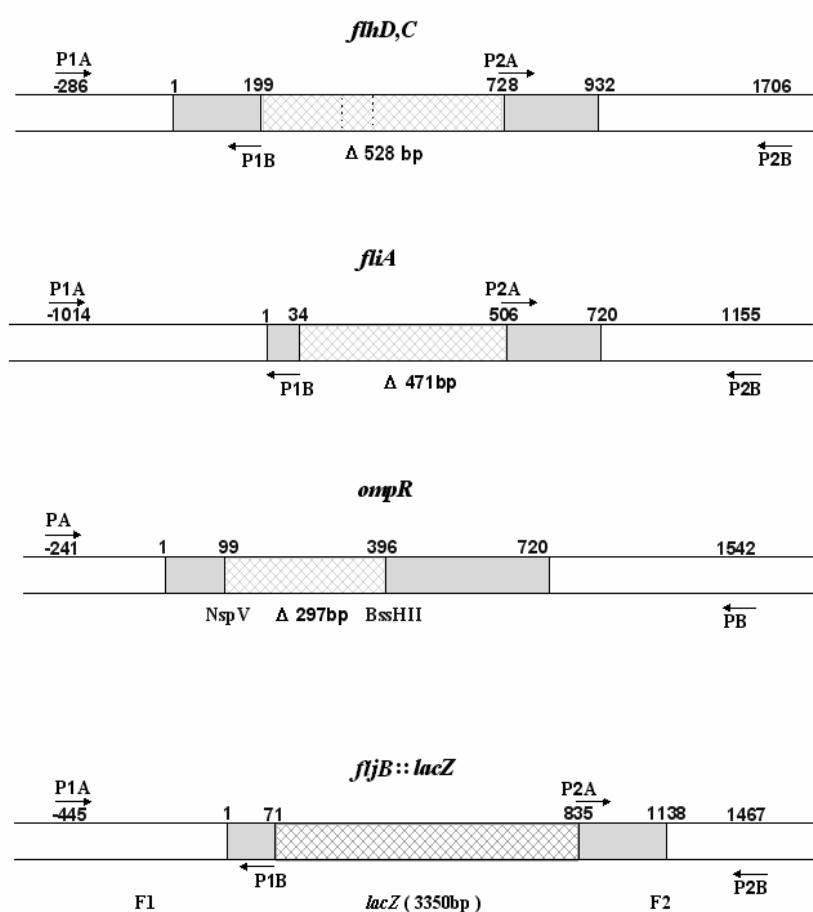 flhD,C
P1A P2A
-286 1 199 728 932 1706
P1B Δ 528 bp P2B
fliA
P1A P2A
-1014 1 34 506 720 1155
P1B Δ 471bp P2B
ompR
PA
-241 1 99 396 720 1542
NspV Δ 297bp BssHII PB
fljB::lacZ
P1A P2A
-445 1 71 835 1138 1467
P1B P2B
F1 lacZ ( 3350bp ) F2